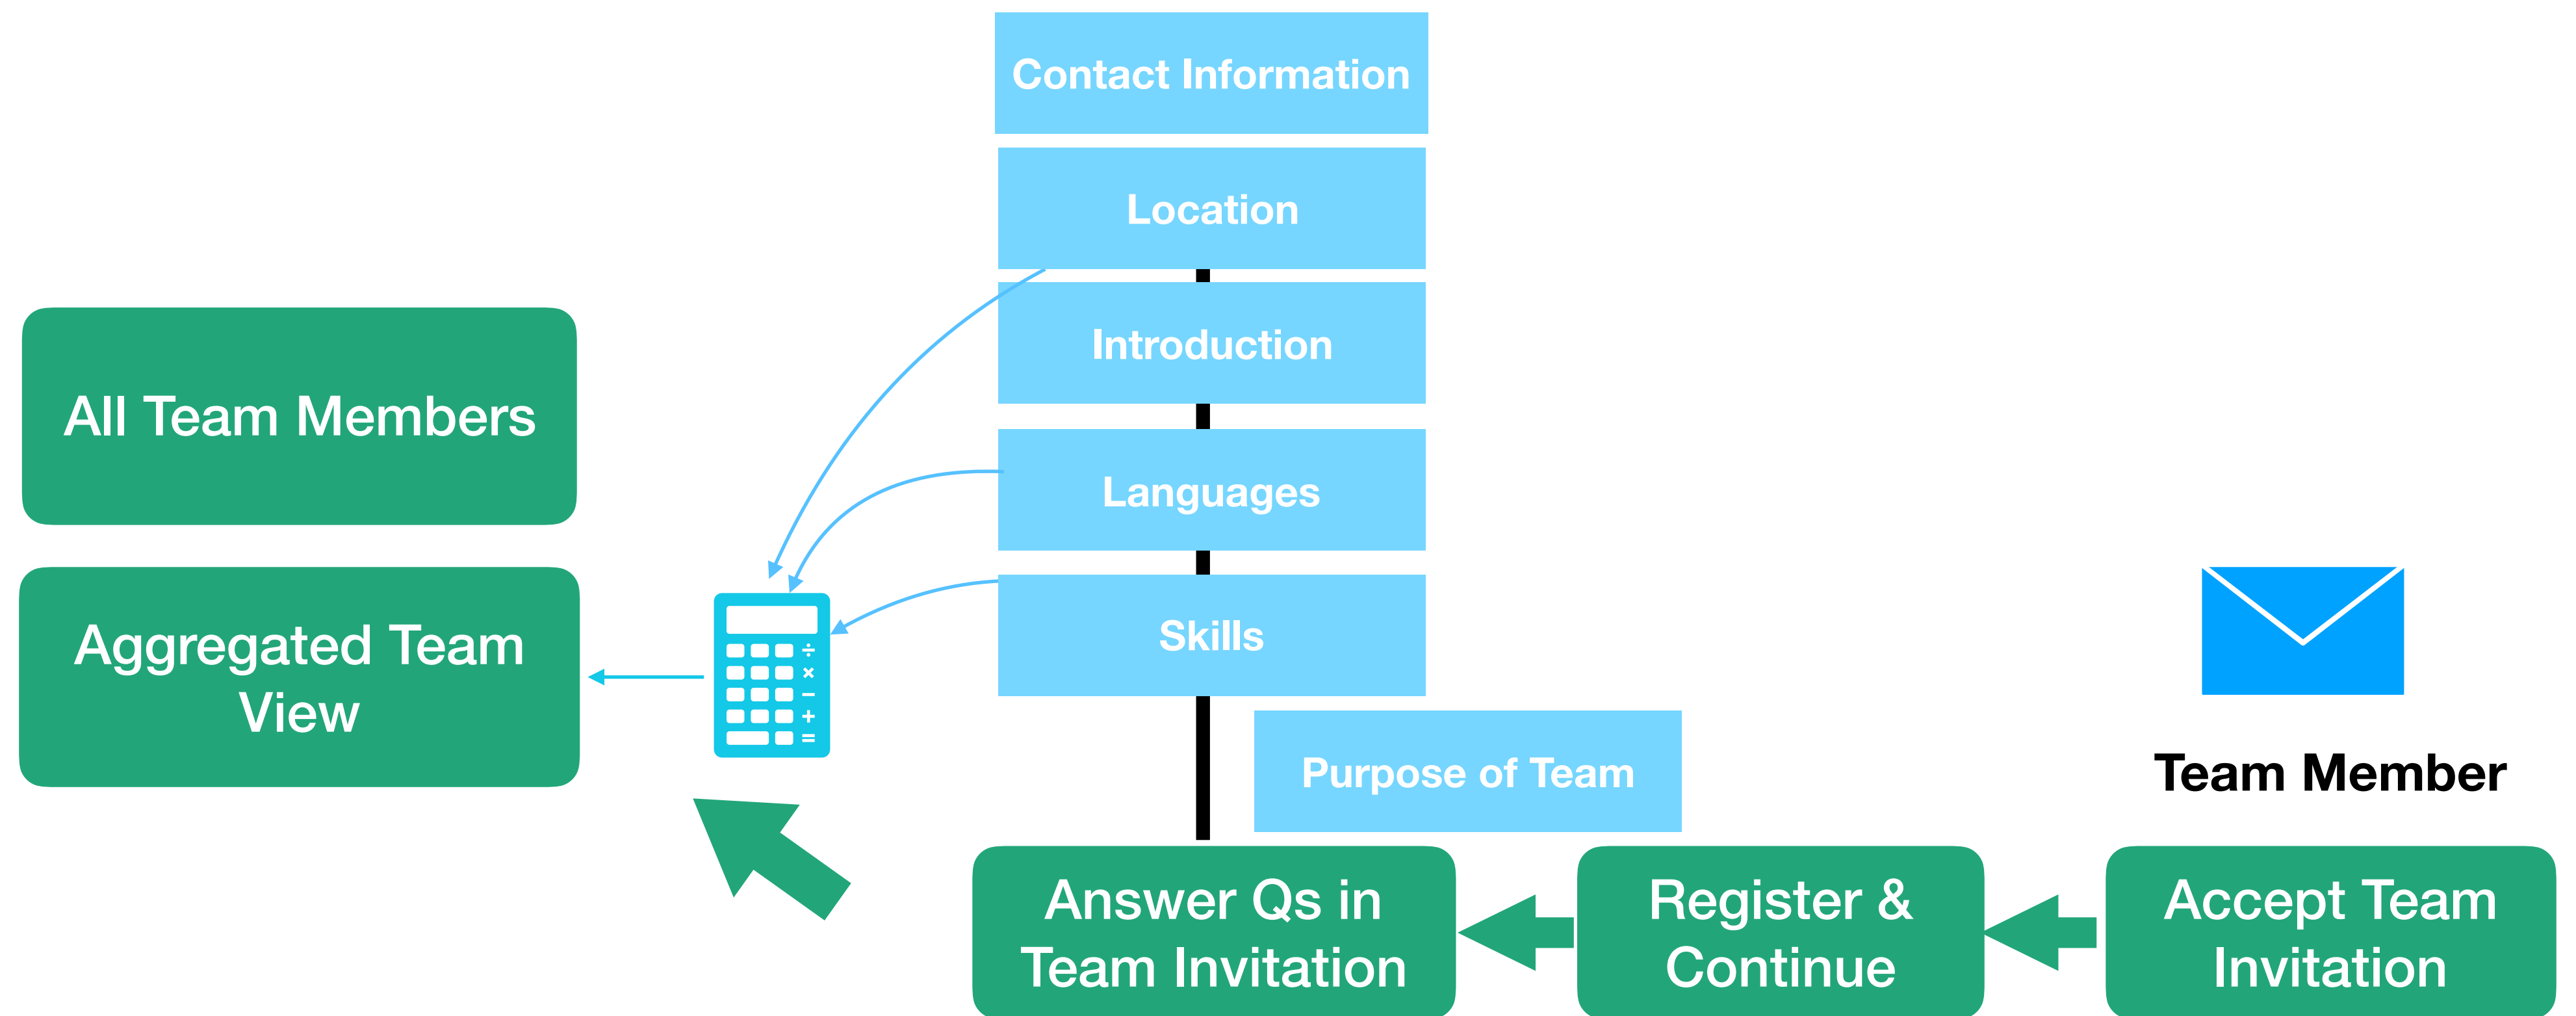 Contact Information
Location
Introduction
All Team Members
Languages
Aggregated Team
View
÷
×
−
+
=
Skills
Purpose of Team
Team Member
Answer Qs in
Team Invitation
Register &
Continue
Accept Team
Invitation